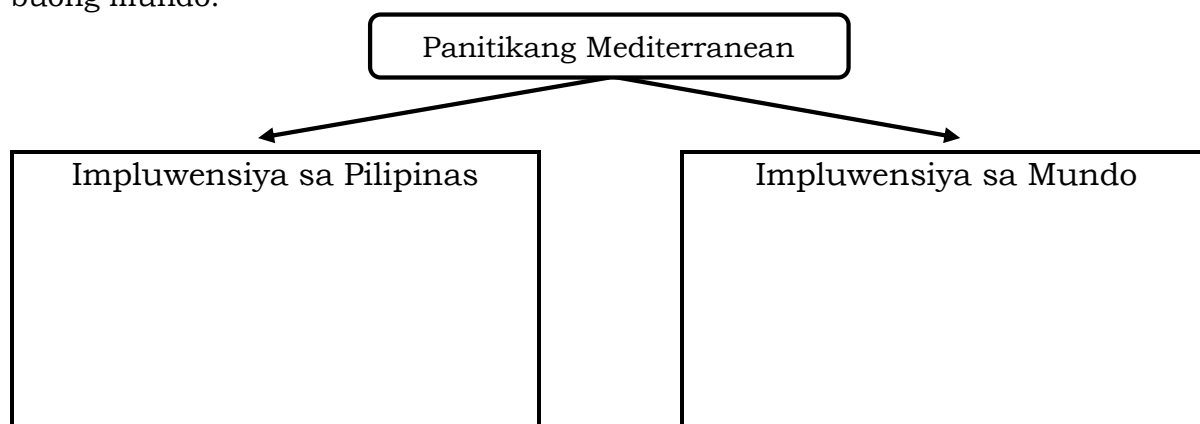 buong mundo.
Panitikang Mediterranean
Impluwensiya sa Pilipinas
Impluwensiya sa Mundo